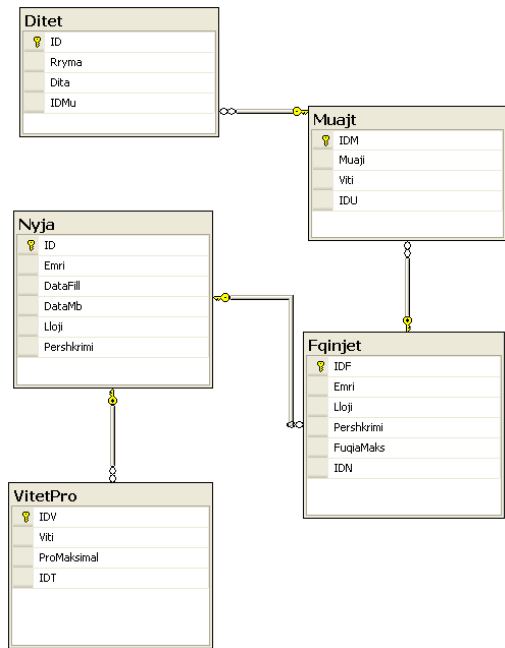 Ditet
ID
Rryma
Dita
IDMu
Muajt
IDM
Muaji
Viti
IDU
Nyja
ID
Emri
DataFill
DataMb
Lloji
Pershkrimi
Fqinjet
IDF
Emri
Lloji
Pershkrimi
FuqiaMaks
IDN
VitetPro
IDV
Viti
ProMaksimal
IDT